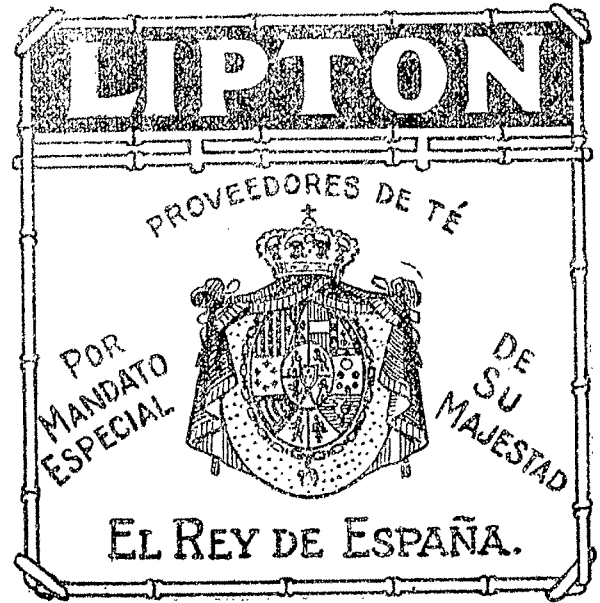 LIPTON
PROVEEDORES DE TÉ
POR
MANDATO
ESPECIAL
DE
SU
MAJESTAD
EL REY DE ESPAÑA.